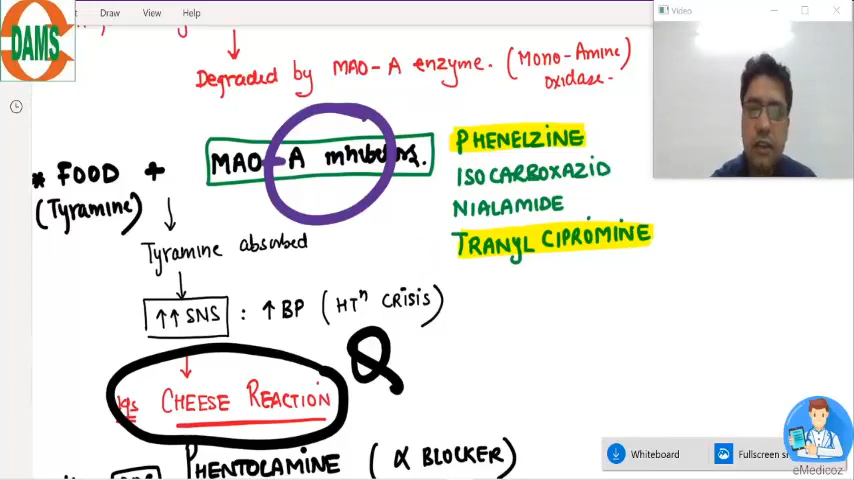 Draw View Help
Video
DAMS
Degraded by MAO-A enzyme. (Mono-Amine
oxidase.
MAO-A inhibitors.
PHENELZINE
ISOCARBOXAZID
NIALAMIDE
TRANYL CIPROMINE
* FOOD +
(Tyramine)
Tyramine absorbed
↑↑ SNS : ↑ BP (HTⁿ CRISIS)
CHEESE REACTION
PHENTOLAMINE (α BLOCKER)
Whiteboard
Fullscreen
eMedicoz